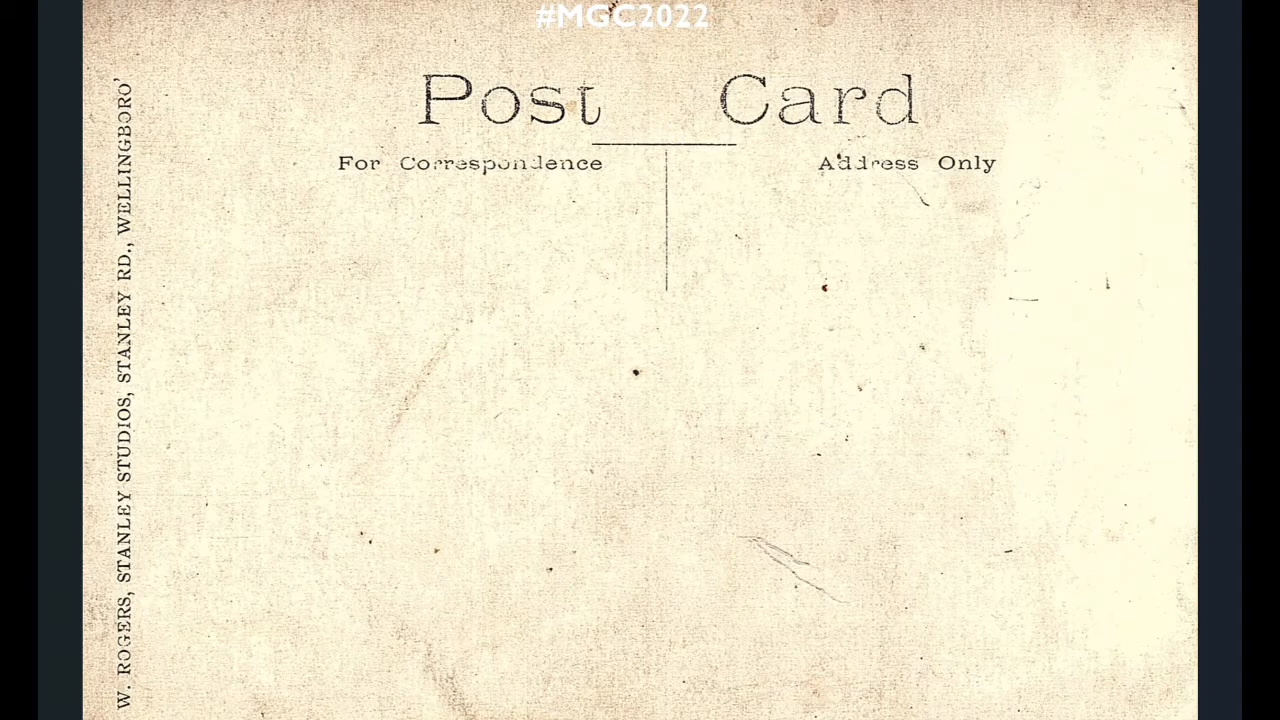 #MGC2022
Post Card
For Correspondence
Address Only
W. ROGERS, STANLEY STUDIOS, STANLEY RD., WELLINGBORO'